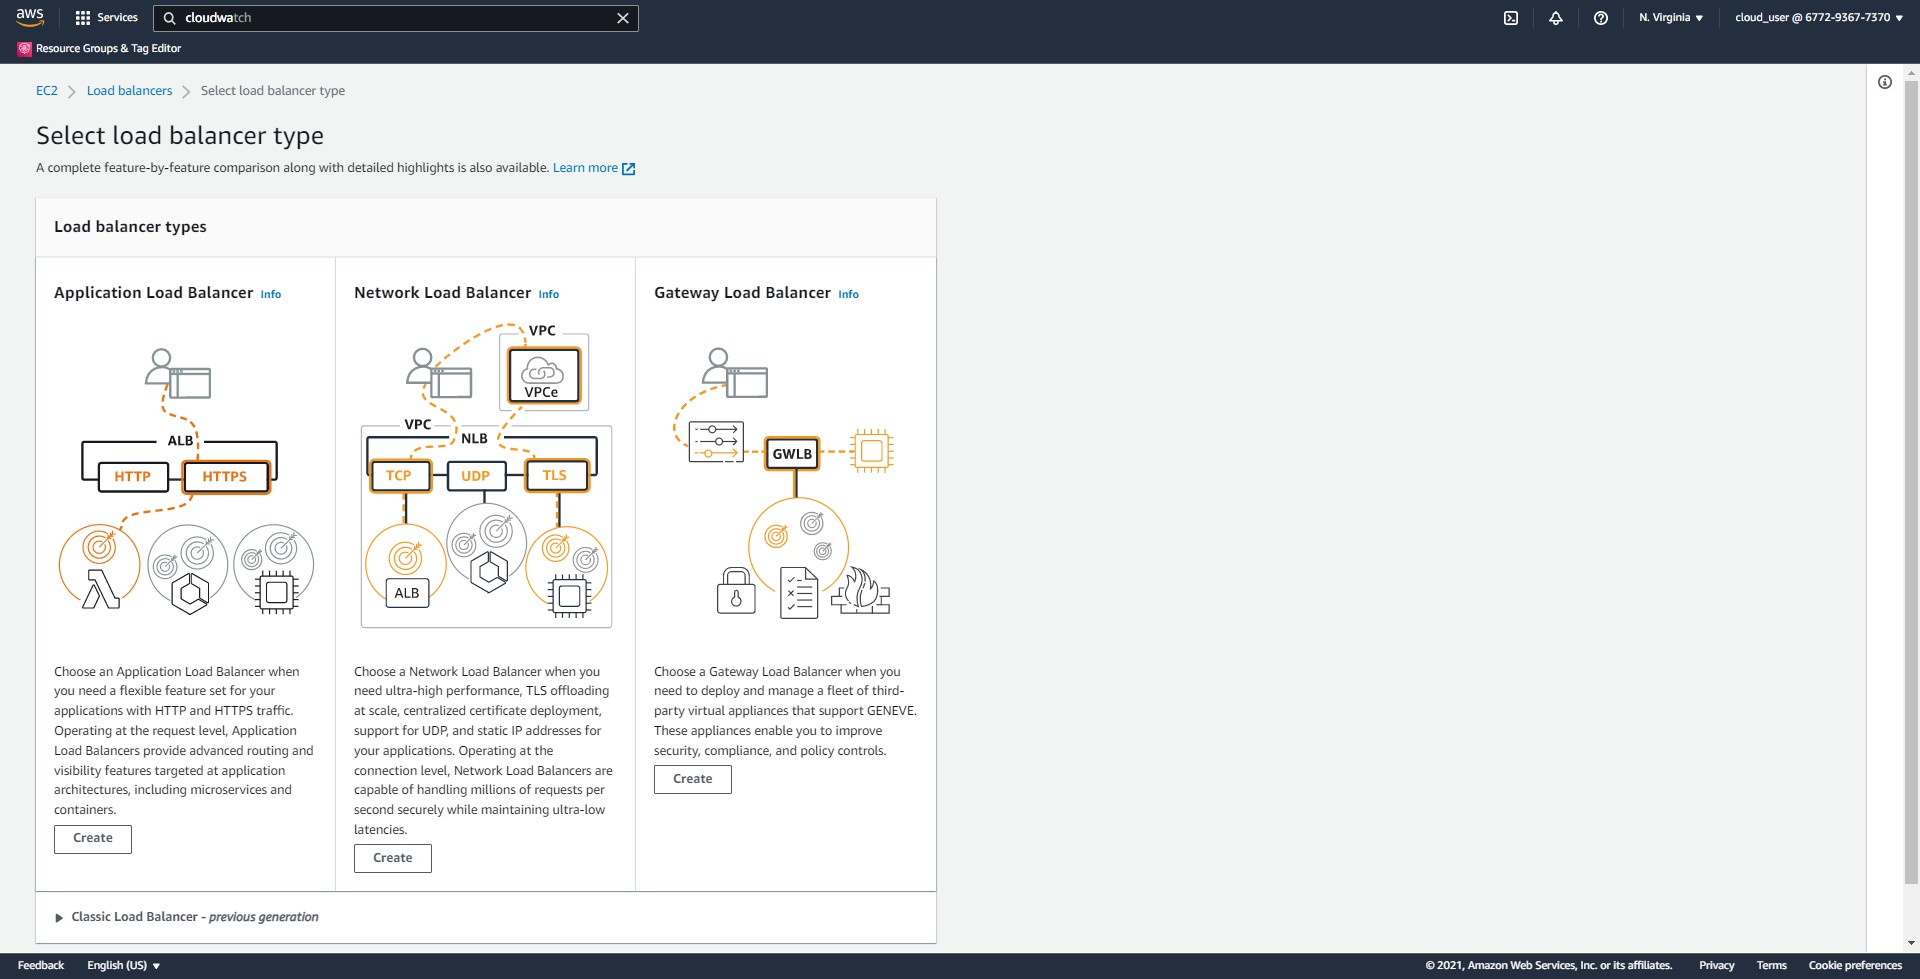 aws
Services
cloudwatch
N. Virginia
cloud_user @ 6772-9367-7370
Resource Groups & Tag Editor
EC2
Load balancers
Select load balancer type
Select load balancer type
A complete feature-by-feature comparison along with detailed highlights is also available. Learn more
Load balancer types
Application Load Balancer Info
ALB
HTTP
HTTPS
Choose an Application Load Balancer when
you need a flexible feature set for your
applications with HTTP and HTTPS traffic.
Operating at the request level, Application
Load Balancers provide advanced routing and
visibility features targeted at application
architectures, including microservices and
containers.
Create
Network Load Balancer Info
VPC
VPCe
VPC
NLB
TCP
UDP
TLS
ALB
Choose a Network Load Balancer when you
need ultra-high performance, TLS offloading
at scale, centralized certificate deployment,
support for UDP, and static IP addresses for
your applications. Operating at the
connection level, Network Load Balancers are
capable of handling millions of requests per
second securely while maintaining ultra-low
latencies.
Create
Gateway Load Balancer Info
GWLB
Choose a Gateway Load Balancer when you
need to deploy and manage a fleet of third-
party virtual appliances that support GENEVE.
These appliances enable you to improve
security, compliance, and policy controls.
Create
Classic Load Balancer - previous generation
Feedback
English (US)
© 2021, Amazon Web Services, Inc. or its affiliates.
Privacy
Terms
Cookie preferences